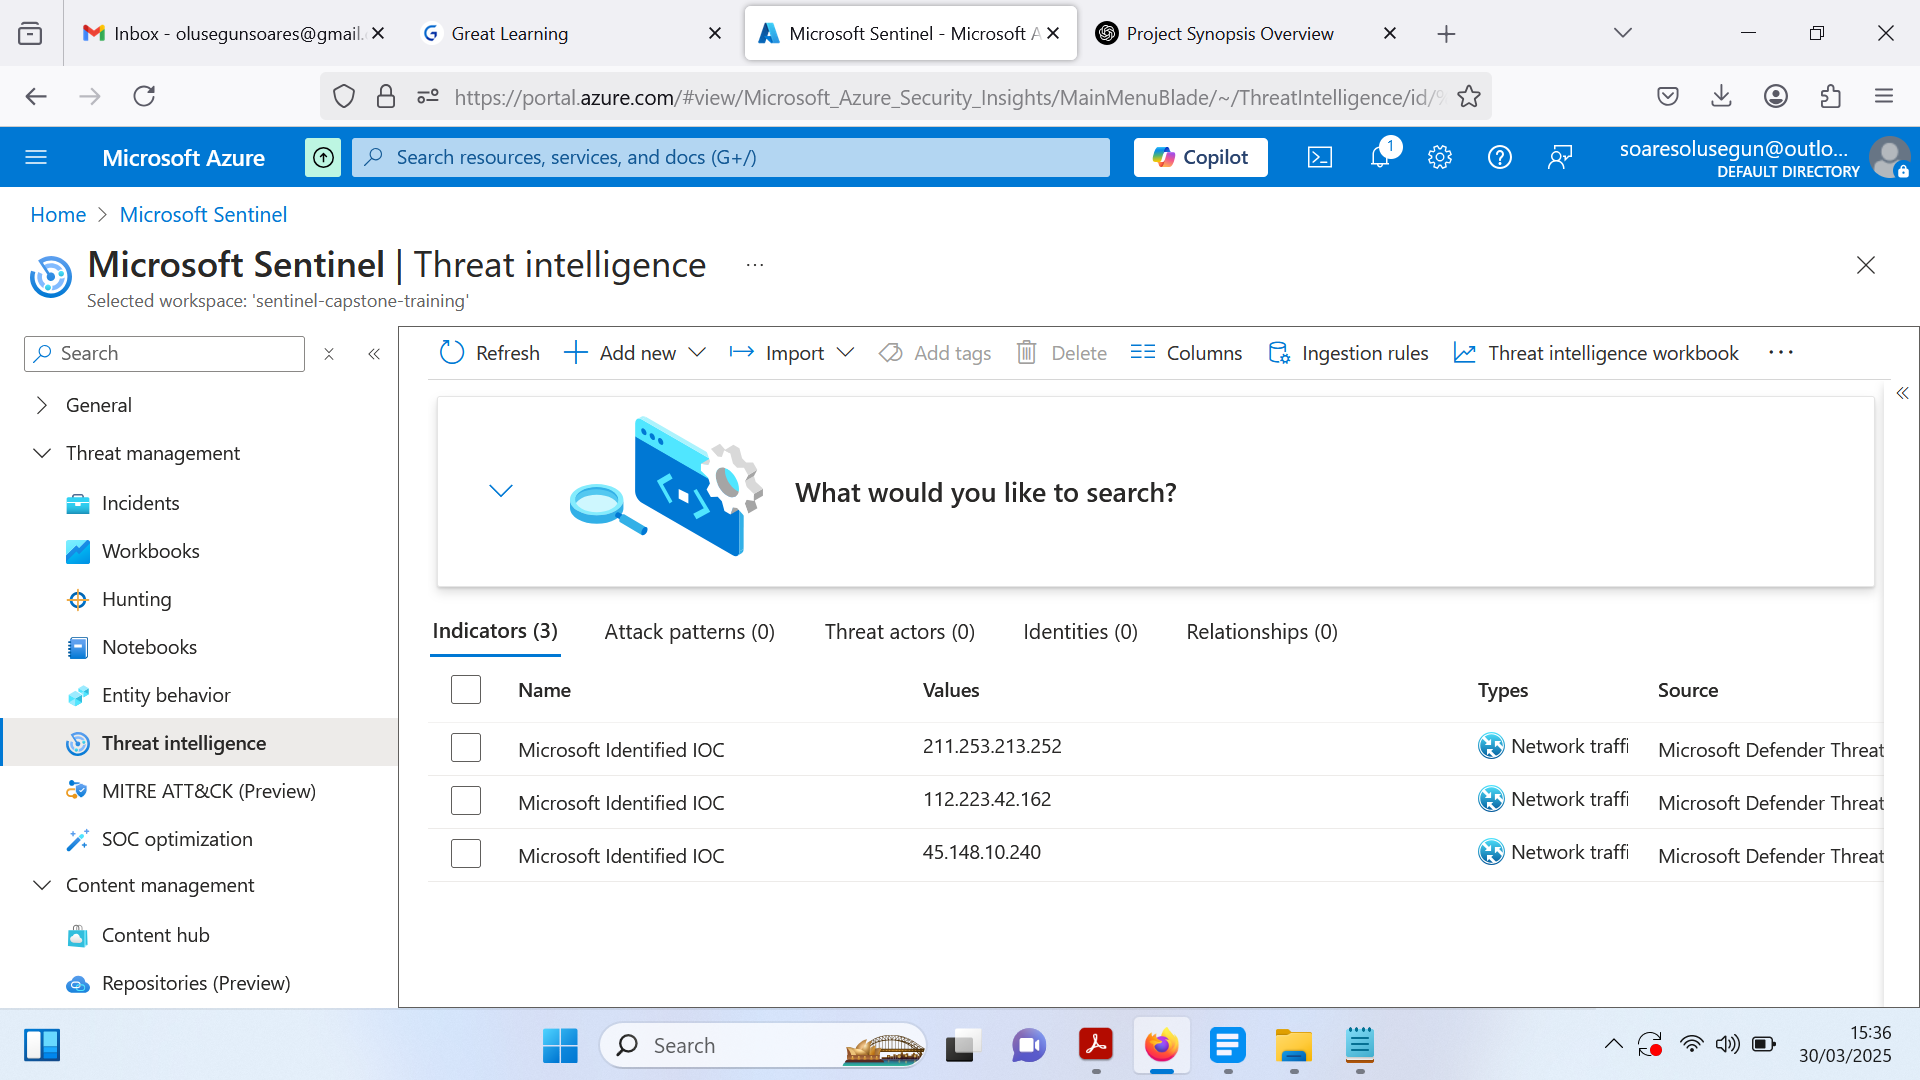 Inbox - olusegunsoares@gmail.
Great Learning
Microsoft Sentinel - Microsoft A
Project Synopsis Overview
https://portal.azure.com/#view/Microsoft_Azure_Security_Insights/MainMenuBlade/~/ThreatIntelligence/id/%
Microsoft Azure
Search resources, services, and docs (G+/)
Copilot
1
soaresolusegun@outlo...
DEFAULT DIRECTORY
Home > Microsoft Sentinel
Microsoft Sentinel | Threat intelligence ...
Selected workspace: 'sentinel-capstone-training'
Search
General
Threat management
Incidents
Workbooks
Hunting
Notebooks
Entity behavior
Threat intelligence
MITRE ATT&CK (Preview)
SOC optimization
Content management
Content hub
Repositories (Preview)
Refresh
Add new
Import
Add tags
Delete
Columns
Ingestion rules
Threat intelligence workbook
...
What would you like to search?
Indicators (3)
Attack patterns (0)
Threat actors (0)
Identities (0)
Relationships (0)
Name Values Types Source
Microsoft Identified IOC 211.253.213.252 Network traffi Microsoft Defender Threat
Microsoft Identified IOC 112.223.42.162 Network traffi Microsoft Defender Threat
Microsoft Identified IOC 45.148.10.240 Network traffi Microsoft Defender Threat
Search
15:36
30/03/2025